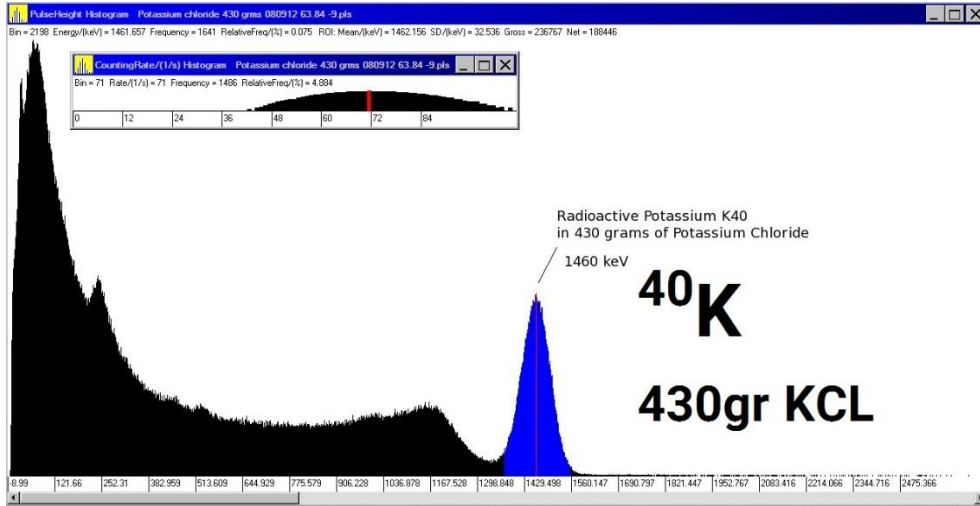 PulseHeight Histogram Potassium chloride 430 grms 080912 63.84 -9.pls
Bin = 2198 Energy/(keV) = 1461.657 Frequency = 1641 RelativeFreq/(%) = 0.075 ROI: Mean/(keV) = 1462.156 SD/(keV) = 32.536 Gross = 236767 Net = 188446
CountingRate/(1/s) Histogram Potassium chloride 430 grms 080912 63.84 -9.pls
Bin = 71 Rate/(1/s) = 71 Frequency = 1486 RelativeFreq/(%) = 4.884
0 12 24 36 48 60 72 84
Radioactive Potassium K40
in 430 grams of Potassium Chloride
1460 keV
⁴⁰K
430gr KCL
-8.99 121.66 252.31 382.959 513.609 644.929 775.579 906.228 1036.878 1167.528 1298.848 1429.498 1560.147 1690.797 1821.447 1952.767 2083.416 2214.066 2344.716 2475.366